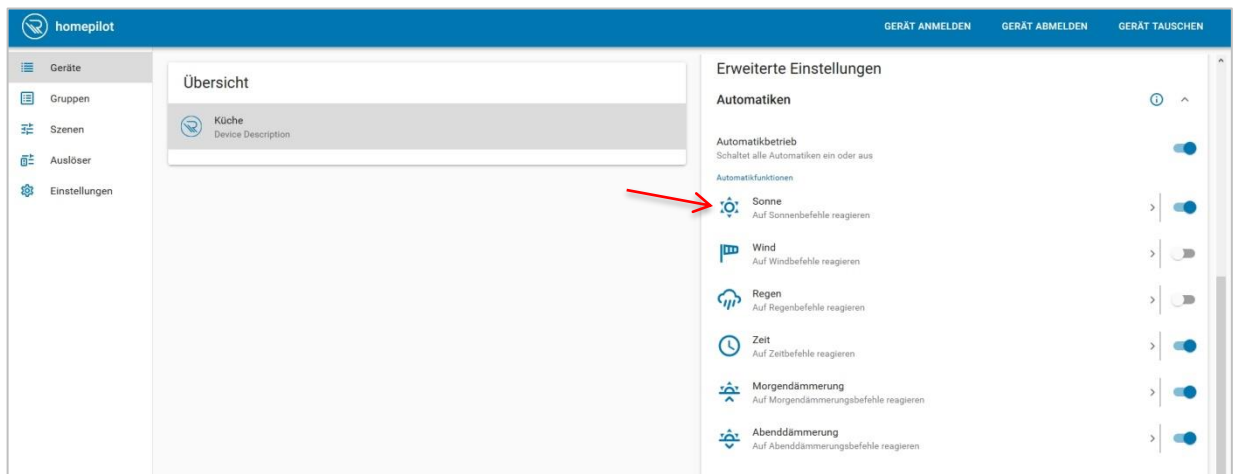 homepilot
GERÄT ANMELDEN GERÄT ABMELDEN GERÄT TAUSCHEN
Geräte
Gruppen
Szenen
Auslöser
Einstellungen
Übersicht
Küche
Device Description
Erweiterte Einstellungen
Automatiken
Automatikbetrieb
Schaltet alle Automatiken ein oder aus
Automatikfunktionen
Sonne
Auf Sonnenbefehle reagieren
Wind
Auf Windbefehle reagieren
Regen
Auf Regenbefehle reagieren
Zeit
Auf Zeitbefehle reagieren
Morgendämmerung
Auf Morgendämmerungsbefehle reagieren
Abenddämmerung
Auf Abenddämmerungsbefehle reagieren